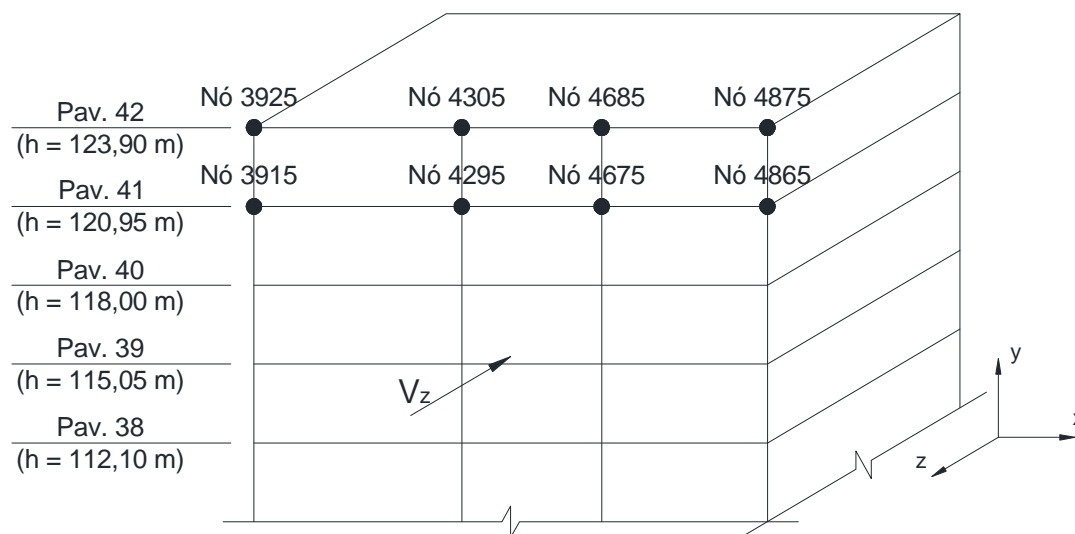 Pav. 42
(h = 123,90 m)
Nó 3925 Nó 4305 Nó 4685 Nó 4875
Pav. 41
(h = 120,95 m)
Nó 3915 Nó 4295 Nó 4675 Nó 4865
Pav. 40
(h = 118,00 m)
Pav. 39
(h = 115,05 m)
Vz
Pav. 38
(h = 112,10 m)
y
x
z